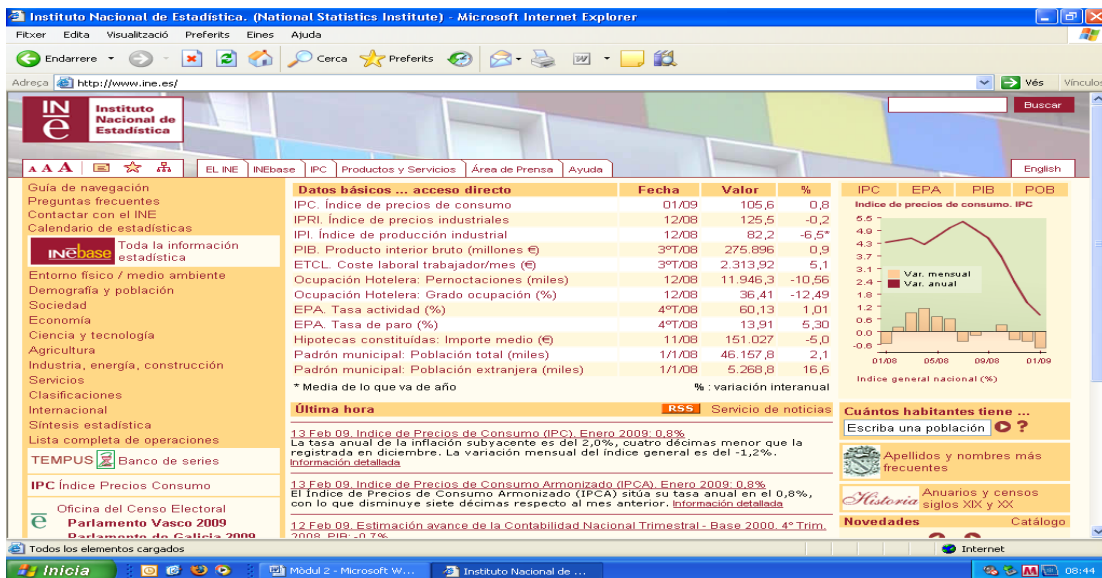 Instituto Nacional de Estadística. (National Statistics Institute) - Microsoft Internet Explorer
Fitxer Edita Visualització Preferits Eines Ajuda
Endarrere Cerca Preferits
Adreça http://www.ine.es/ Vés Vínculos
INe Instituto
Nacional de
Estadística
Buscar
A A A EL INE INEbase IPC Productos y Servicios Área de Prensa Ayuda English
Guía de navegación
Preguntas frecuentes
Contactar con el INE
Calendario de estadísticas
INEbase Toda la información
estadística
Entorno físico / medio ambiente
Demografía y población
Sociedad
Economía
Ciencia y tecnología
Agricultura
Industria, energía, construcción
Servicios
Clasificaciones
Internacional
Síntesis estadística
Lista completa de operaciones
TEMPUS Banco de series
IPC Índice Precios Consumo
Oficina del Censo Electoral
Parlamento Vasco 2009
Parlamento de Galicia 2009
Datos básicos ... acceso directo Fecha Valor %
IPC. Índice de precios de consumo 01/09 105,6 0,8
IPRI. Índice de precios industriales 12/08 125,5 -0,2
IPI. Índice de producción industrial 12/08 82,2 -6,5*
PIB. Producto interior bruto (millones €) 3ºT/08 275.896 0,9
ETCL. Coste laboral trabajador/mes (€) 3ºT/08 2.313,92 5,1
Ocupación Hotelera: Pernoctaciones (miles) 12/08 11.946,3 -10,56
Ocupación Hotelera: Grado ocupación (%) 12/08 36,41 -12,49
EPA. Tasa actividad (%) 4ºT/08 60,13 1,01
EPA. Tasa de paro (%) 4ºT/08 13,91 5,30
Hipotecas constituídas: Importe medio (€) 11/08 151.027 -5,0
Padrón municipal: Población total (miles) 1/1/08 46.157,8 2,1
Padrón municipal: Población extranjera (miles) 1/1/08 5.268,8 16,6
* Media de lo que va de año % : variación interanual
Última hora RSS Servicio de noticias
13 Feb 09. Indice de Precios de Consumo (IPC). Enero 2009: 0,8%
La tasa anual de la inflación subyacente es del 2,0%, cuatro décimas menor que la
registrada en diciembre. La variación mensual del índice general es del -1,2%.
Información detallada
13 Feb 09. Indice de Precios de Consumo Armonizado (IPCA). Enero 2009: 0,8%
El Índice de Precios de Consumo Armonizado (IPCA) sitúa su tasa anual en el 0,8%,
con lo que disminuye siete décimas respecto al mes anterior. Información detallada
12 Feb 09. Estimación avance de la Contabilidad Nacional Trimestral - Base 2000. 4º Trim.
2008. PIB: -0,7%
IPC EPA PIB POB
Indice de precios de consumo. IPC
5.5
4.9
4.3
3.7
3.1
2.4
1.8
1.2
0.6
0.0
-0.6
Var. mensual
Var. anual
01/08 05/08 09/08 01/09
Indice general nacional (%)
Cuántos habitantes tiene ...
Escriba una población ?
Apellidos y nombres más
frecuentes
Historia Anuarios y censos
siglos XIX y XX
Novedades Catálogo
Todos los elementos cargados Internet
Inicia Mòdul 2 - Microsoft W... Instituto Nacional de ... 08:44